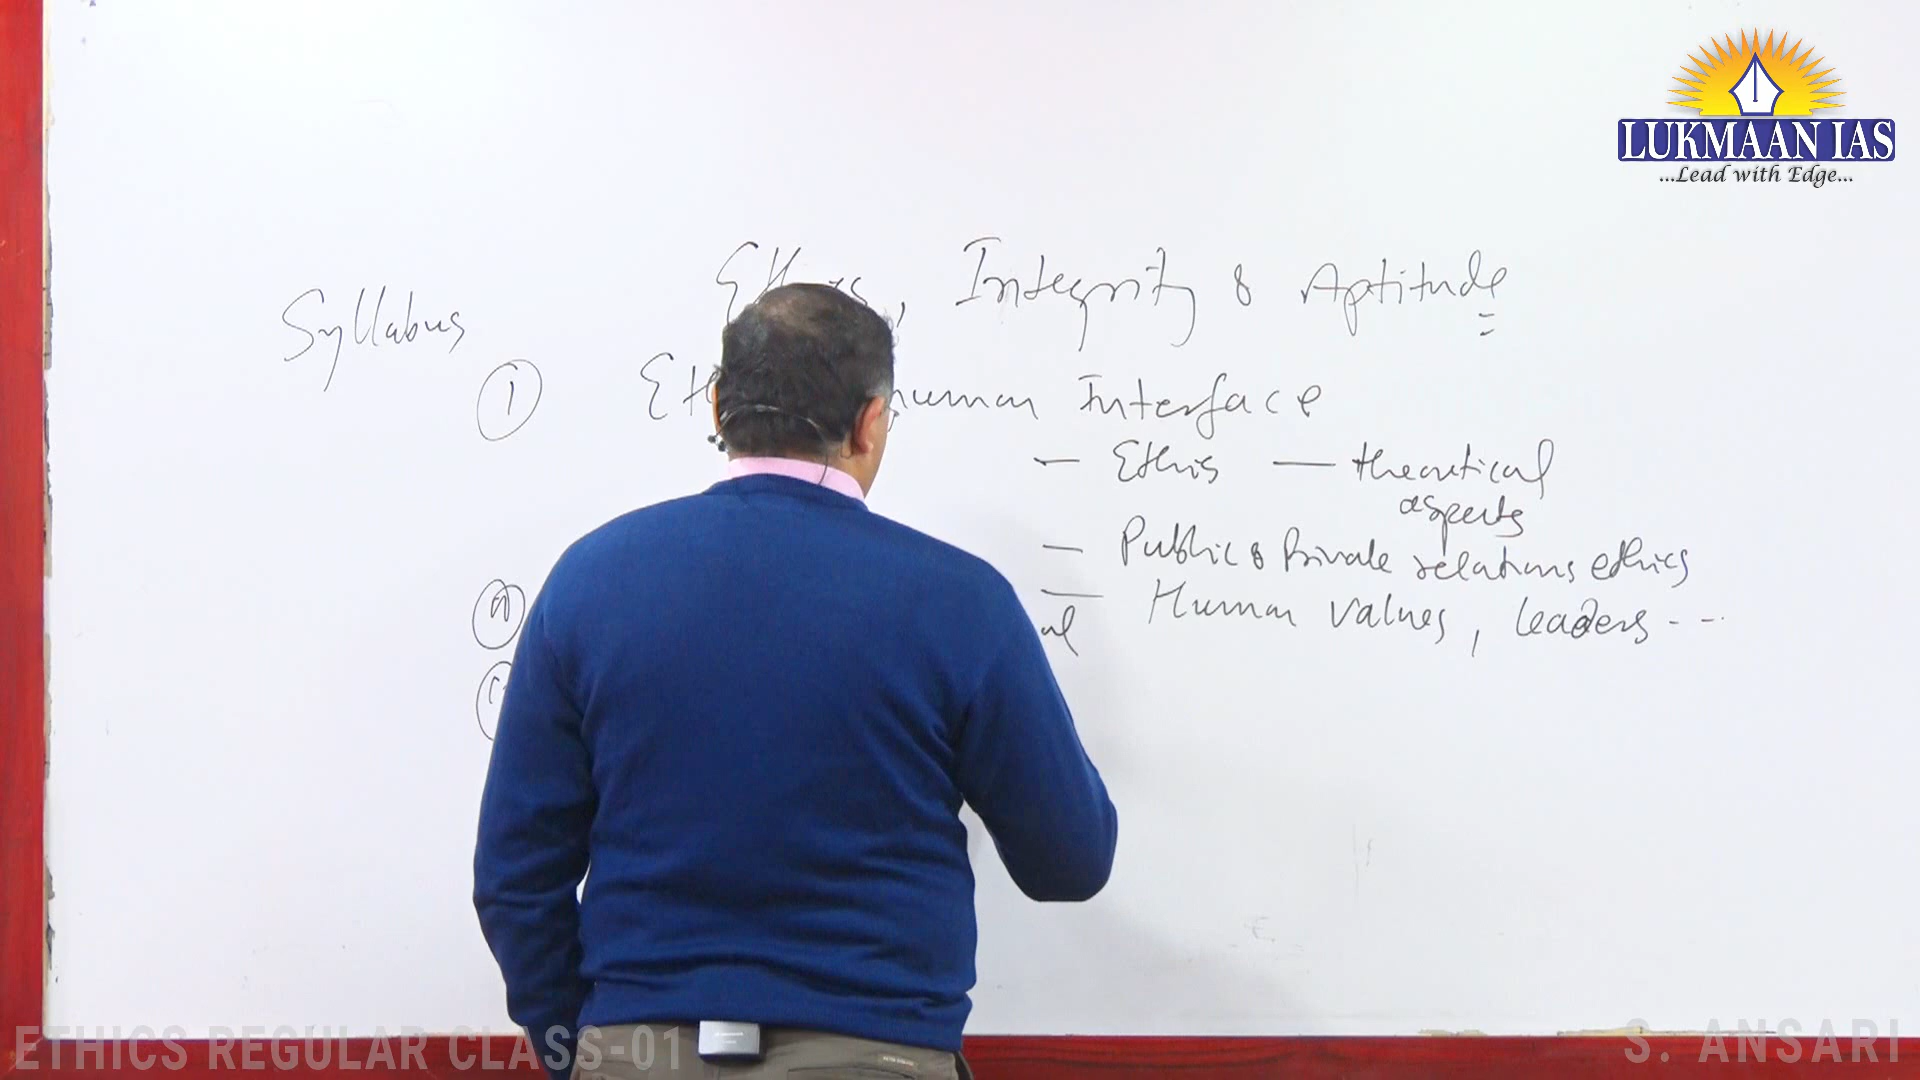 LUKMAAN IAS
...Lead with Edge...
Integrity & Aptitude
Syllabus
1 human Interface
— Ethis — theoretical
aspects
— Public & Private relations ethics
— Human values, leaders - - -
ETHICS REGULAR CLASS-01
S. ANSARI